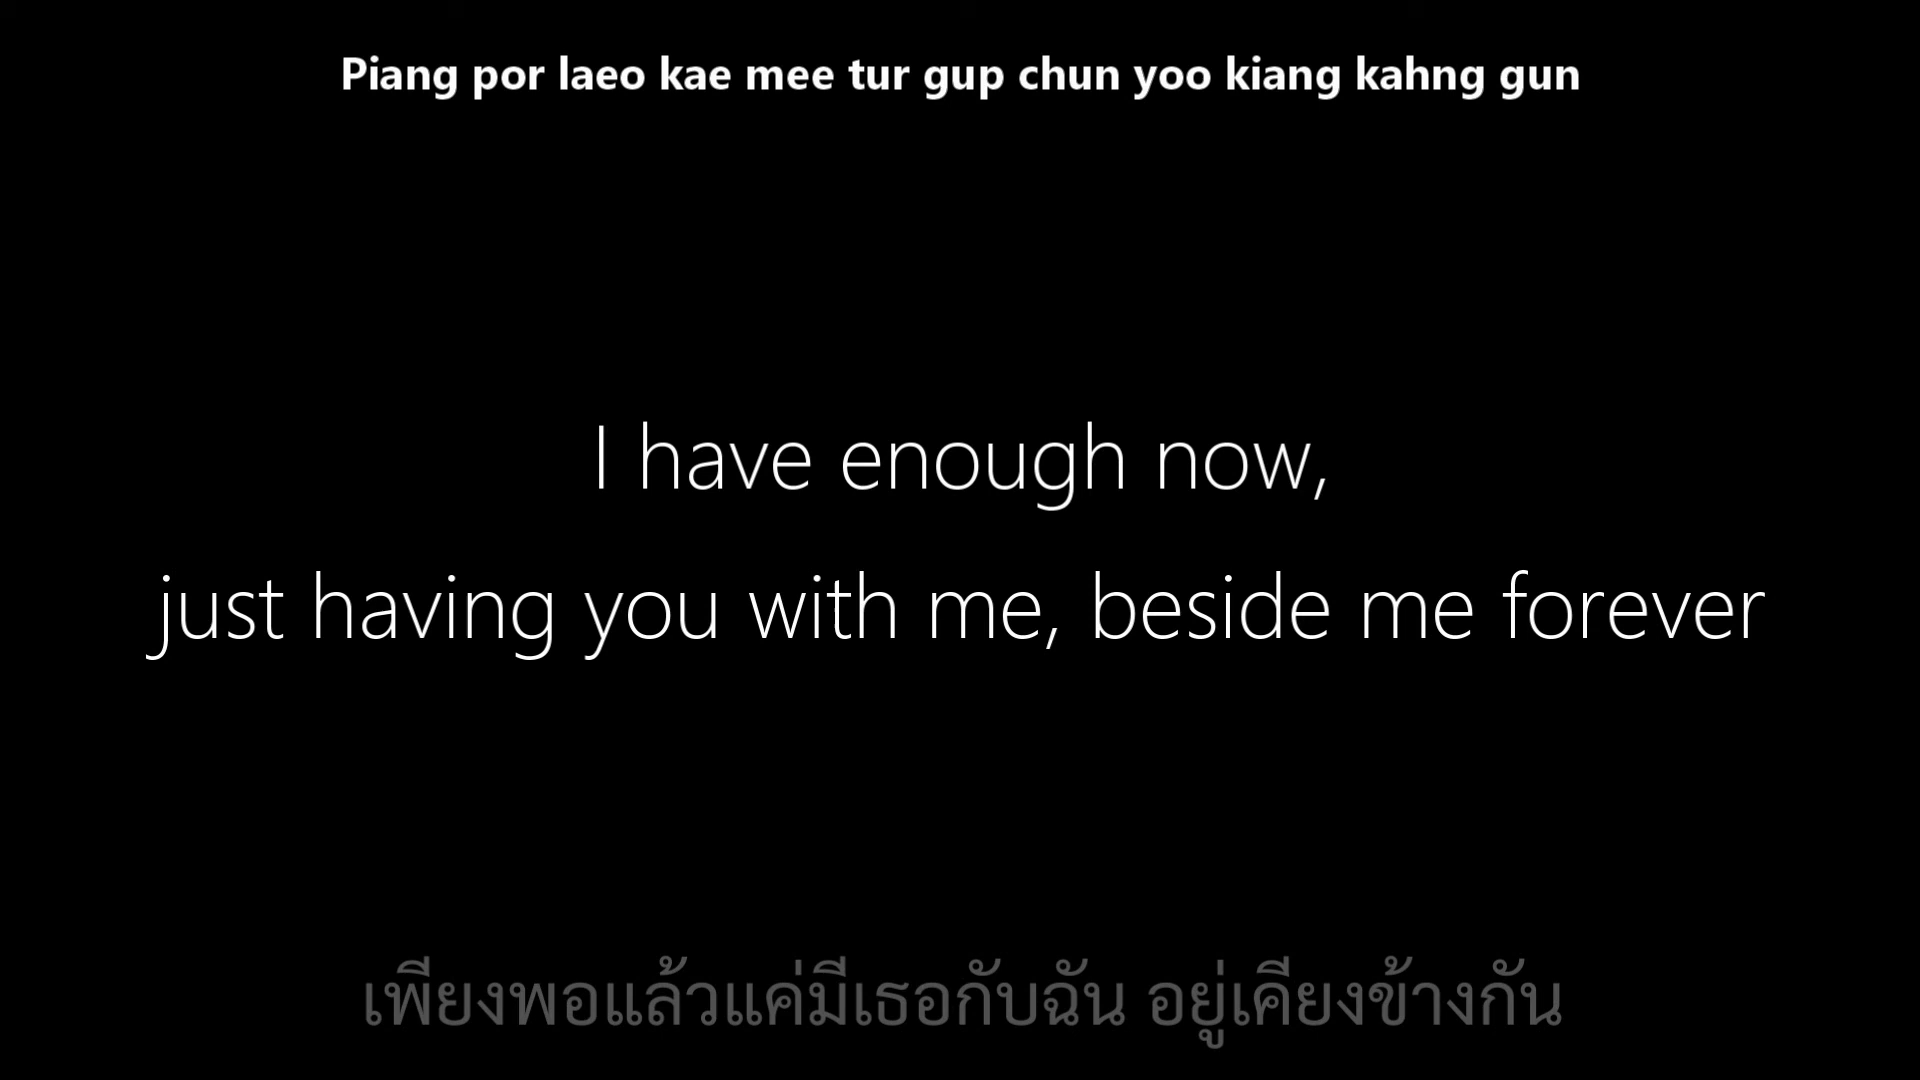 Piang por laeo kae mee tur gup chun yoo kiang kahng gun
I have enough now,
just having you with me, beside me forever
เพียงพอแล้วแค่มีเธอกับฉัน อยู่เคียงข้างกัน